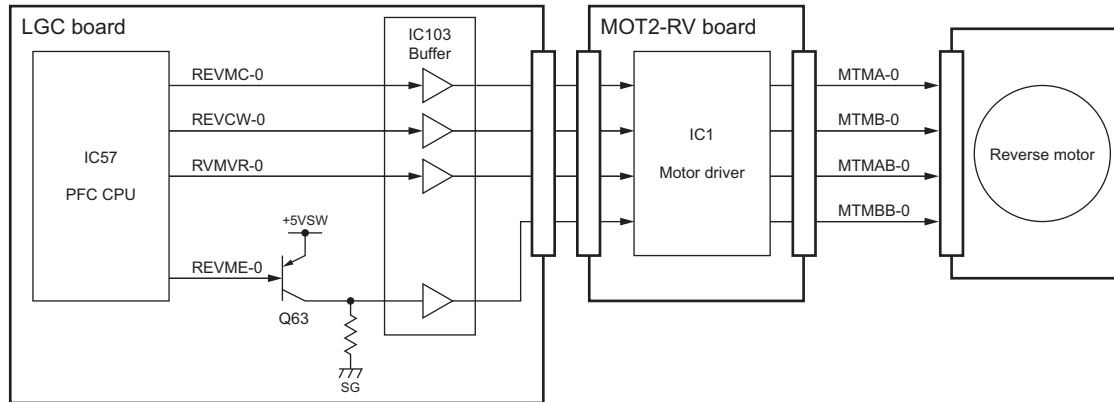 LGC board
IC103
Buffer
MOT2-RV board
REVMC-0
MTMA-0
REVCW-0
MTMB-0
IC57
PFC CPU
IC1
Motor driver
Reverse motor
RVMVR-0
MTMAB-0
MTMBB-0
+5VSW
REVME-0
Q63
SG